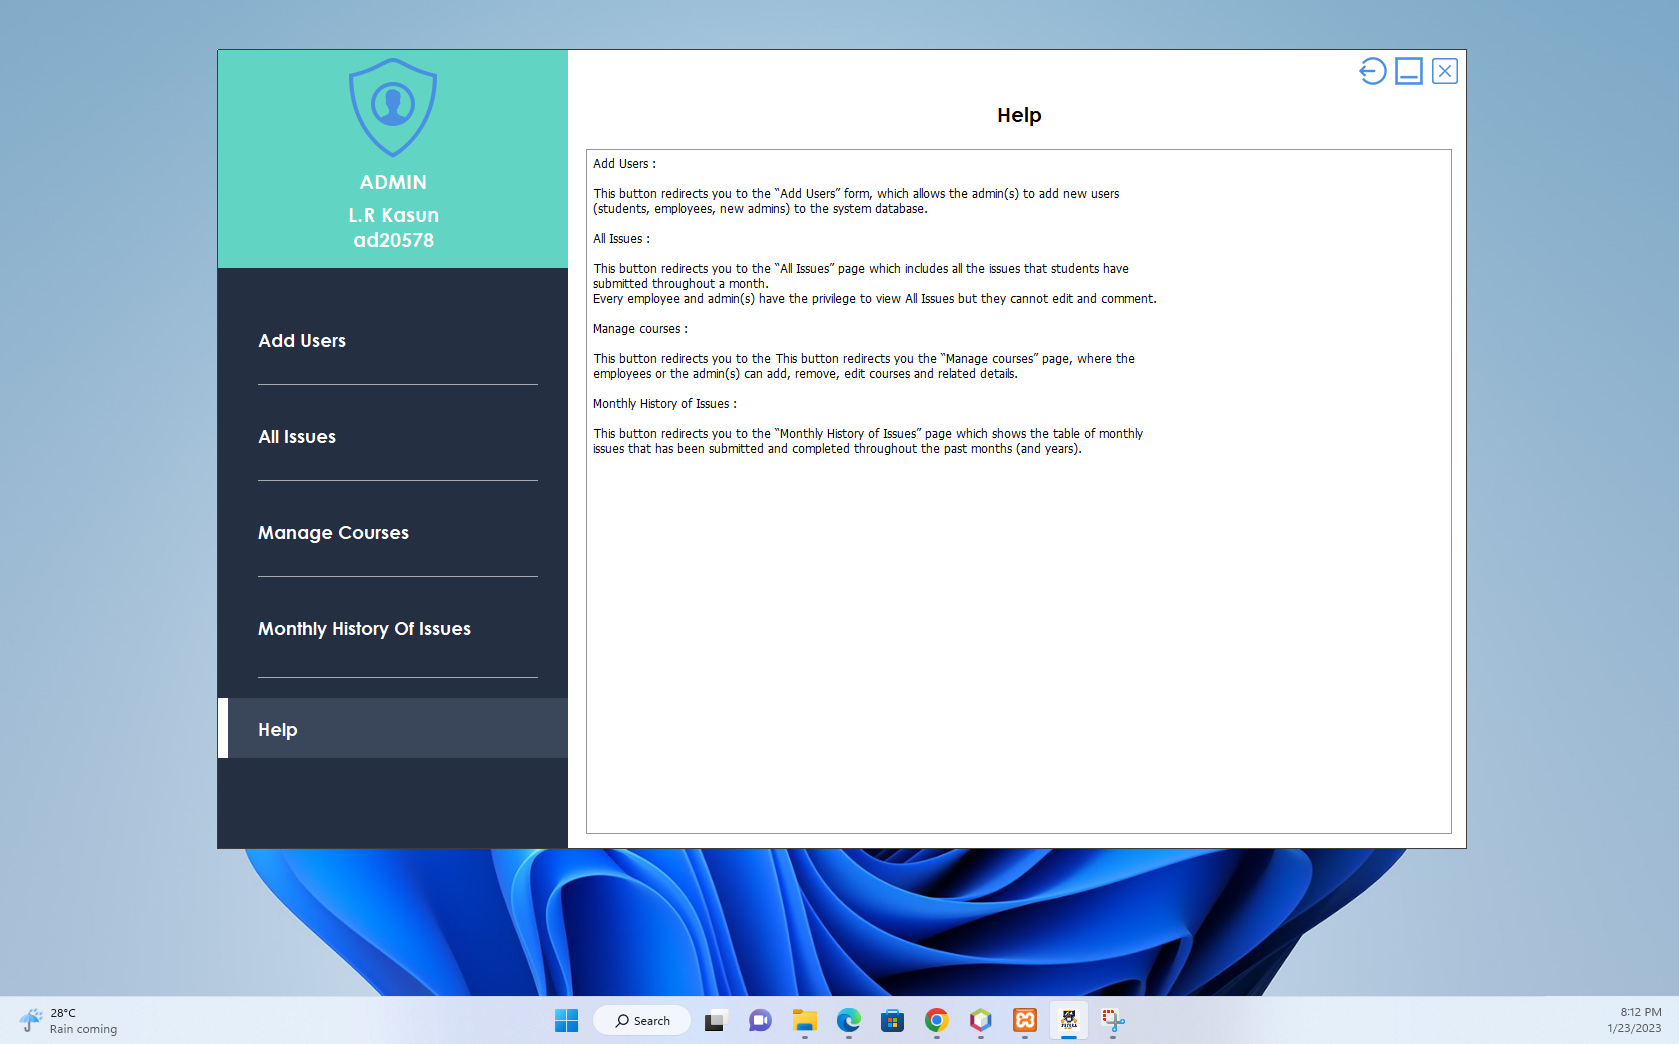 ADMIN
L.R Kasun
ad20578
Add Users
All Issues
Manage Courses
Monthly History Of Issues
Help
Help
Add Users :
This button redirects you to the “Add Users” form, which allows the admin(s) to add new users
(students, employees, new admins) to the system database.
All Issues :
This button redirects you to the “All Issues” page which includes all the issues that students have
submitted throughout a month.
Every employee and admin(s) have the privilege to view All Issues but they cannot edit and comment.
Manage courses :
This button redirects you to the This button redirects you the “Manage courses” page, where the
employees or the admin(s) can add, remove, edit courses and related details.
Monthly History of Issues :
This button redirects you to the “Monthly History of Issues” page which shows the table of monthly
issues that has been submitted and completed throughout the past months (and years).
28°C
Rain coming
Search
8:12 PM
1/23/2023